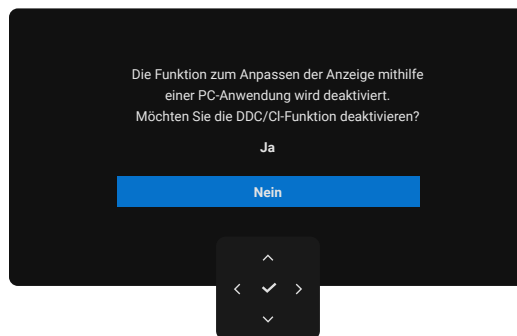 Die Funktion zum Anpassen der Anzeige mithilfe
einer PC-Anwendung wird deaktiviert.
Möchten Sie die DDC/Cl-Funktion deaktivieren?
Ja
Nein